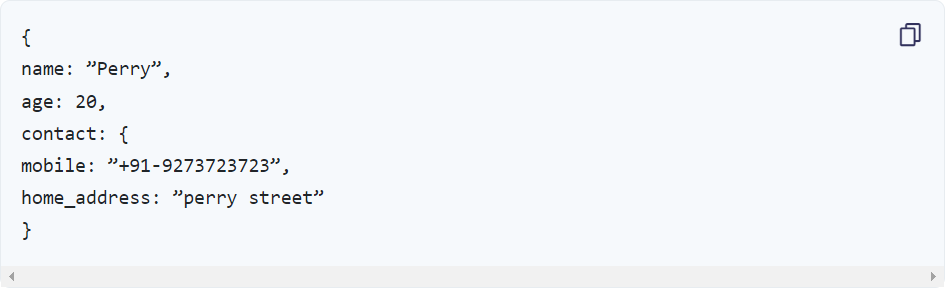 {
name: ”Perry”,
age: 20,
contact: {
mobile: ”+91-9273723723”,
home_address: ”perry street”
}